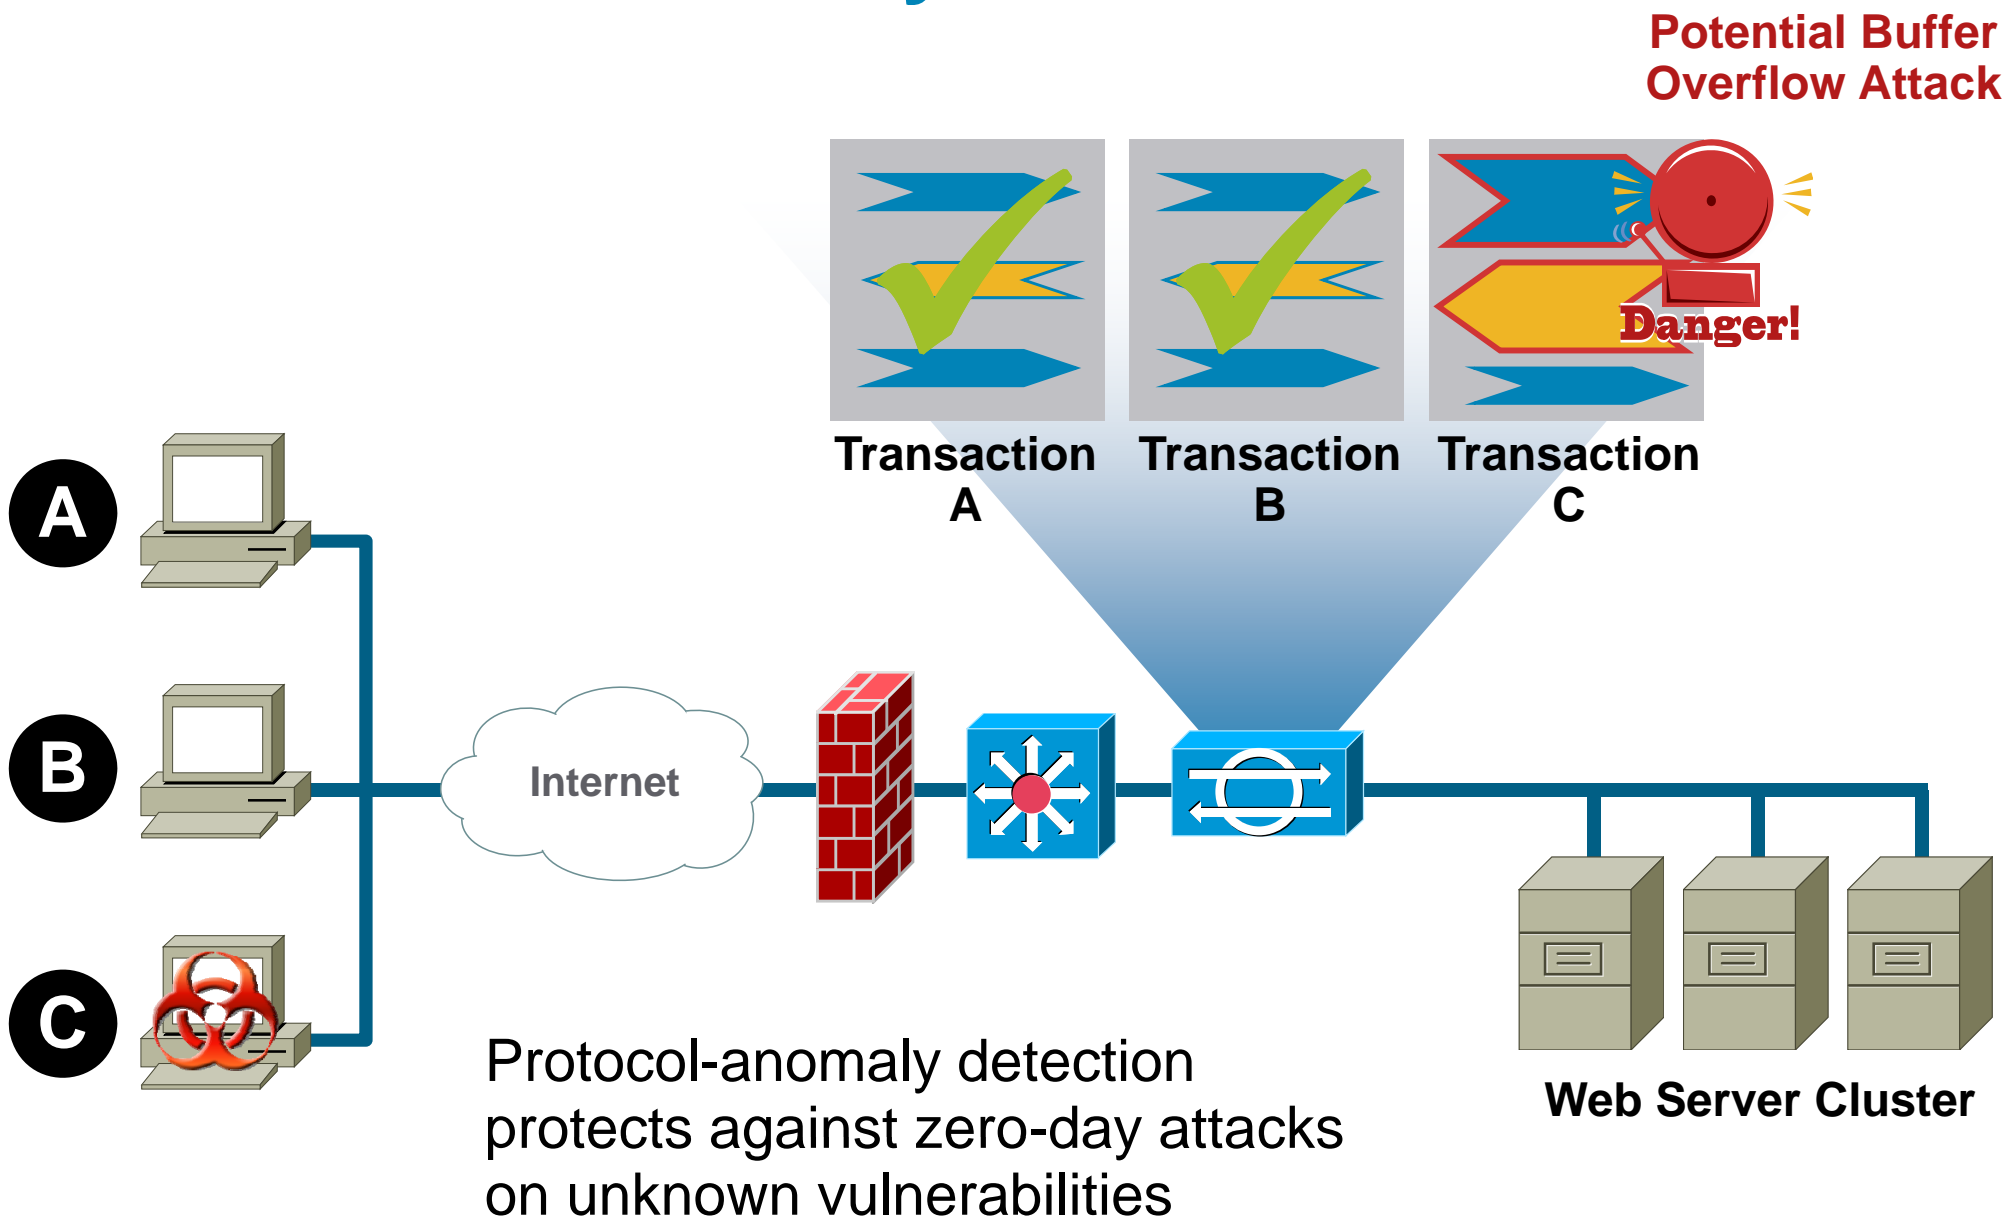 Potential Buffer
Overflow Attack
Danger!
Transaction
A
Transaction
B
Transaction
C
A
B
Internet
C
Protocol-anomaly detection
protects against zero-day attacks
on unknown vulnerabilities
Web Server Cluster